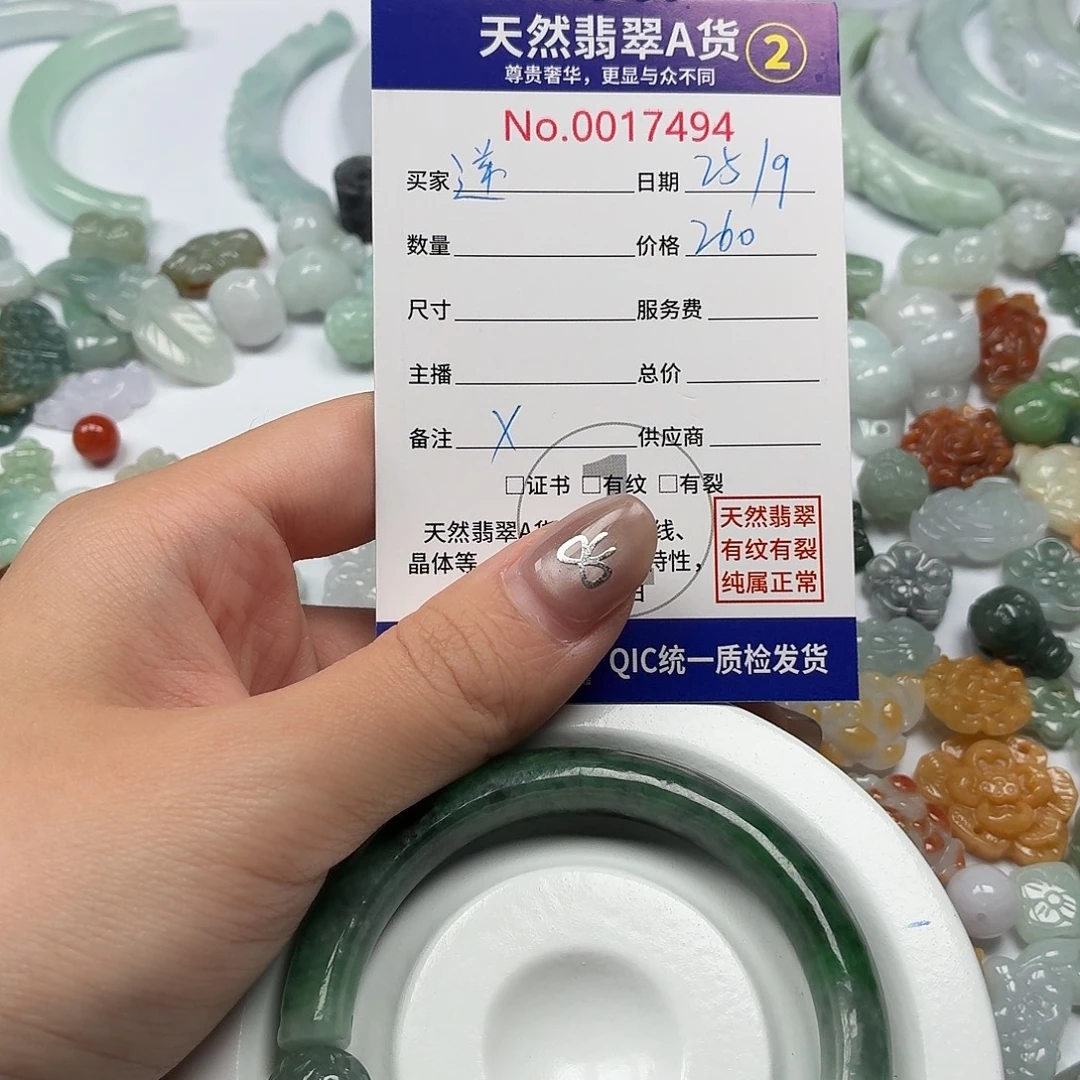 天然翡翠A货 ②
尊贵奢华，更显与众不同
No.0017494
买家 递 日期 25/9
数量 价格 260
尺寸 服务费
主播 总价
备注 X 供应商
□证书 □有纹 □有裂
天然翡翠A货 线、
晶体等 特性，
天然翡翠
有纹有裂
纯属正常
QIC统一质检发货